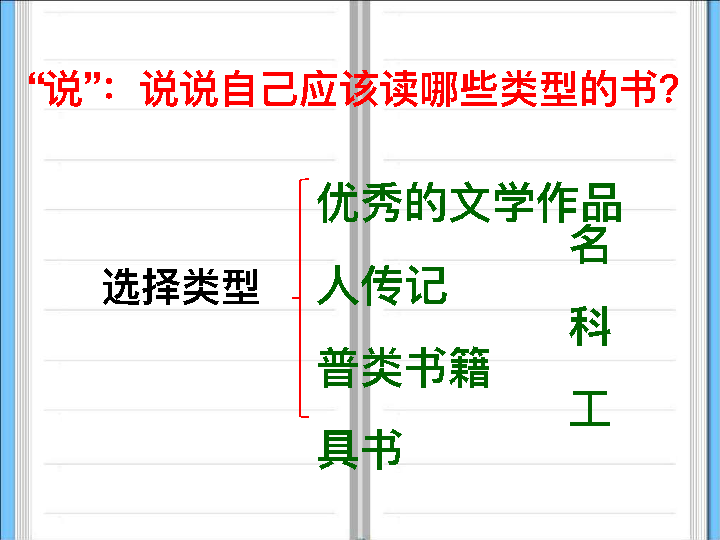 “说”：说说自己应该读哪些类型的书？
优秀的文学作品
名
选择类型
人传记
科
普类书籍
工
具书